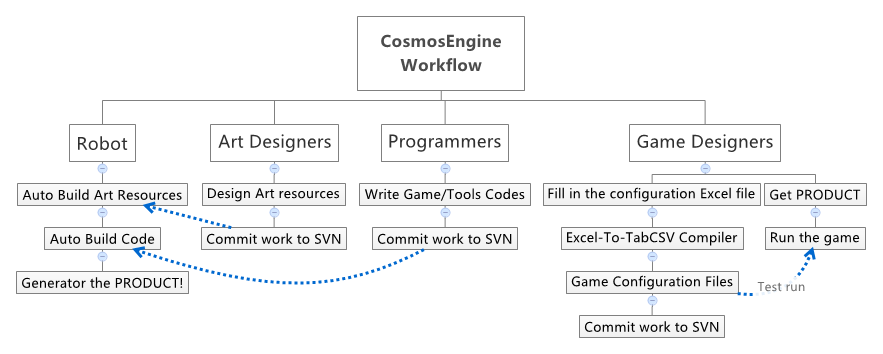 CosmosEngine
Workflow
Robot
Art Designers
Programmers
Game Designers
Auto Build Art Resources
Design Art resources
Write Game/Tools Codes
Fill in the configuration Excel file
Get PRODUCT
Auto Build Code
Commit work to SVN
Commit work to SVN
Excel-To-TabCSV Compiler
Run the game
Generator the PRODUCT!
Game Configuration Files
Test run
Commit work to SVN